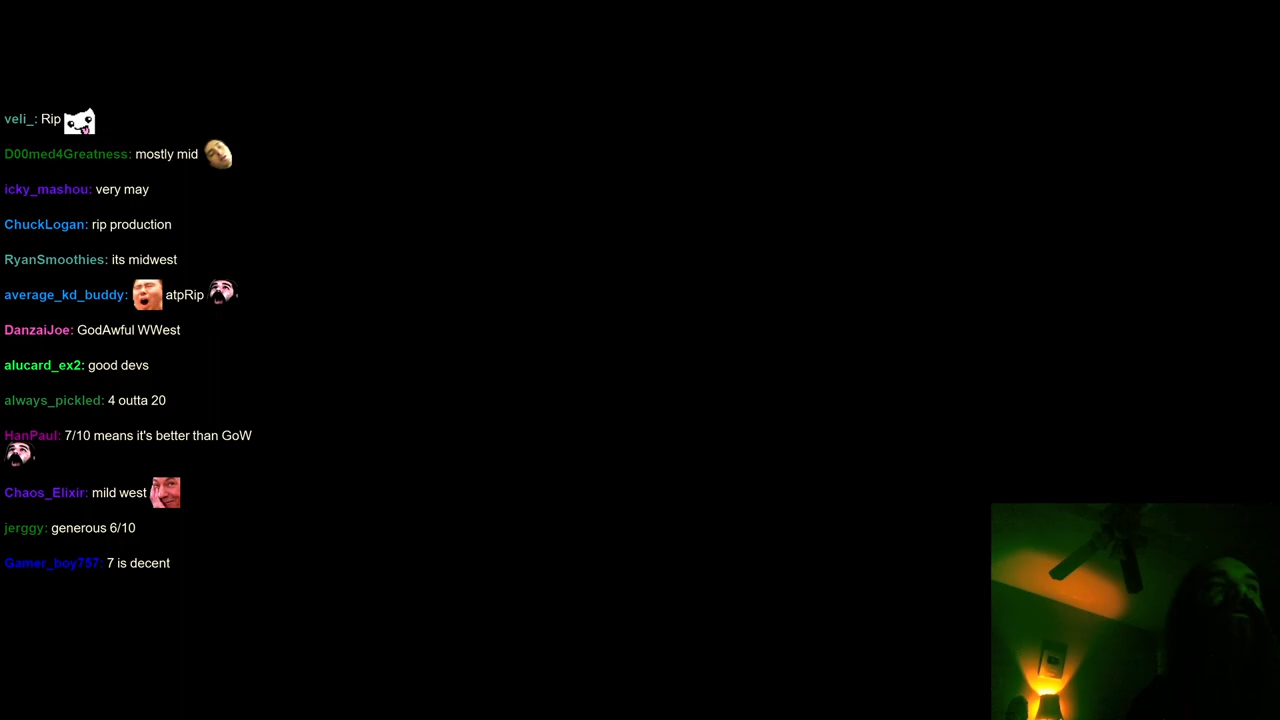 veli_: Rip
D00med4Greatness: mostly mid
icky_mashou: very may
ChuckLogan: rip production
RyanSmoothies: its midwest
average_kd_buddy: atpRip
DanzaiJoe: GodAwful WWest
alucard_ex2: good devs
always_pickled: 4 outta 20
HanPaul: 7/10 means it's better than GoW
Chaos_Elixir: mild west
jerggy: generous 6/10
Gamer_boy757: 7 is decent